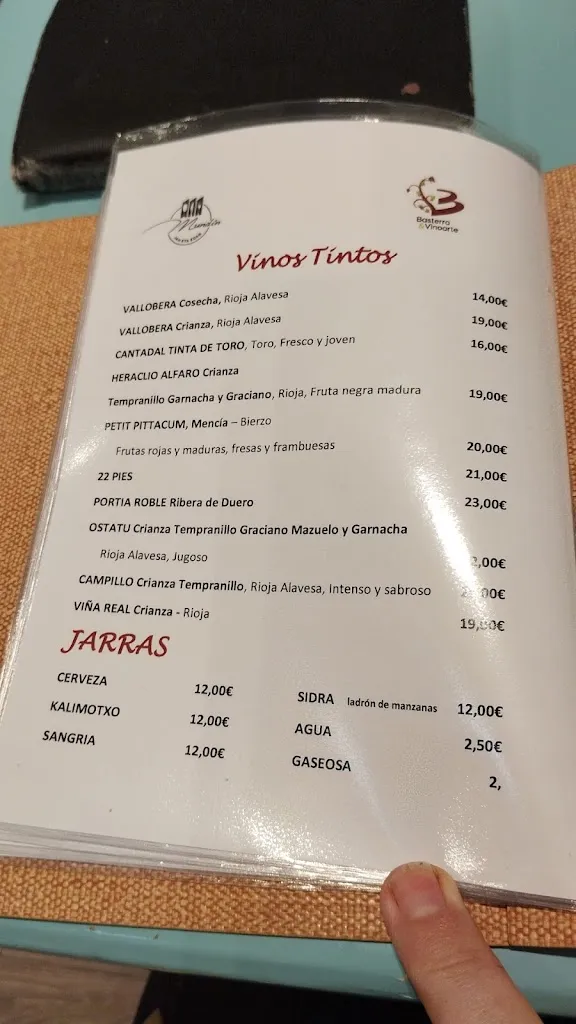 Mundin
Basterra
&Vinoarte
Vinos Tintos
VALLOBERA Cosecha, Rioja Alavesa 14,00€
VALLOBERA Crianza, Rioja Alavesa 19,00€
CANTADAL TINTA DE TORO, Toro, Fresco y joven 16,00€
HERACLIO ALFARO Crianza
Tempranillo Garnacha y Graciano, Rioja, Fruta negra madura 19,00€
PETIT PITTACUM, Mencía – Bierzo
Frutas rojas y maduras, fresas y frambuesas 20,00€
22 PIES 21,00€
PORTIA ROBLE Ribera de Duero 23,00€
OSTATU Crianza Tempranillo Graciano Mazuelo y Garnacha
Rioja Alavesa, Jugoso
CAMPILLO Crianza Tempranillo, Rioja Alavesa, Intenso y sabroso
VIÑA REAL Crianza - Rioja 19,00€
JARRAS
CERVEZA 12,00€ SIDRA ladrón de manzanas 12,00€
KALIMOTXO 12,00€ AGUA 2,50€
SANGRIA 12,00€ GASEOSA 2,